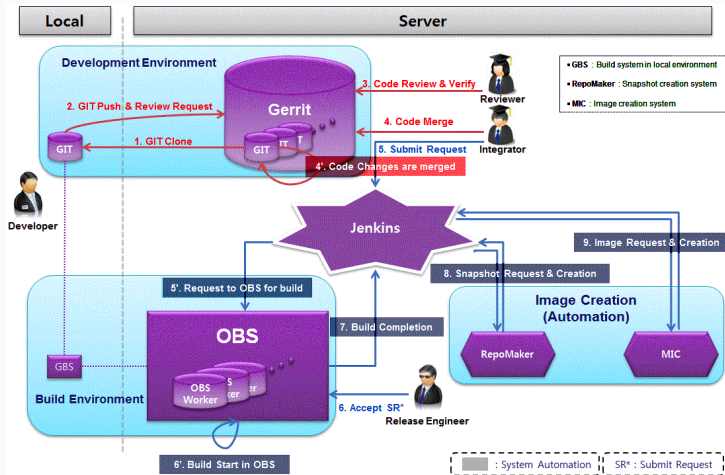 Local
Server
Development Environment
GBS : Build system in local environment
RepoMaker : Snapshot creation system
MIC : Image creation system
3. Code Review & Verify
Reviewer
2. GIT Push & Review Request
Gerrit
4. Code Merge
Integrator
1. GIT Clone
GIT
GIT
IT
T
5. Submit Request
4'. Code Changes are merged
Developer
Jenkins
9. Image Request & Creation
8. Snapshot Request & Creation
5'. Request to OBS for build
Image Creation
(Automation)
OBS
7. Build Completion
RepoMaker
MIC
GBS
OBS
Worker
S
ker
S
er
Build Environment
6. Accept SR*
Release Engineer
6'. Build Start in OBS
: System Automation
SR* : Submit Request